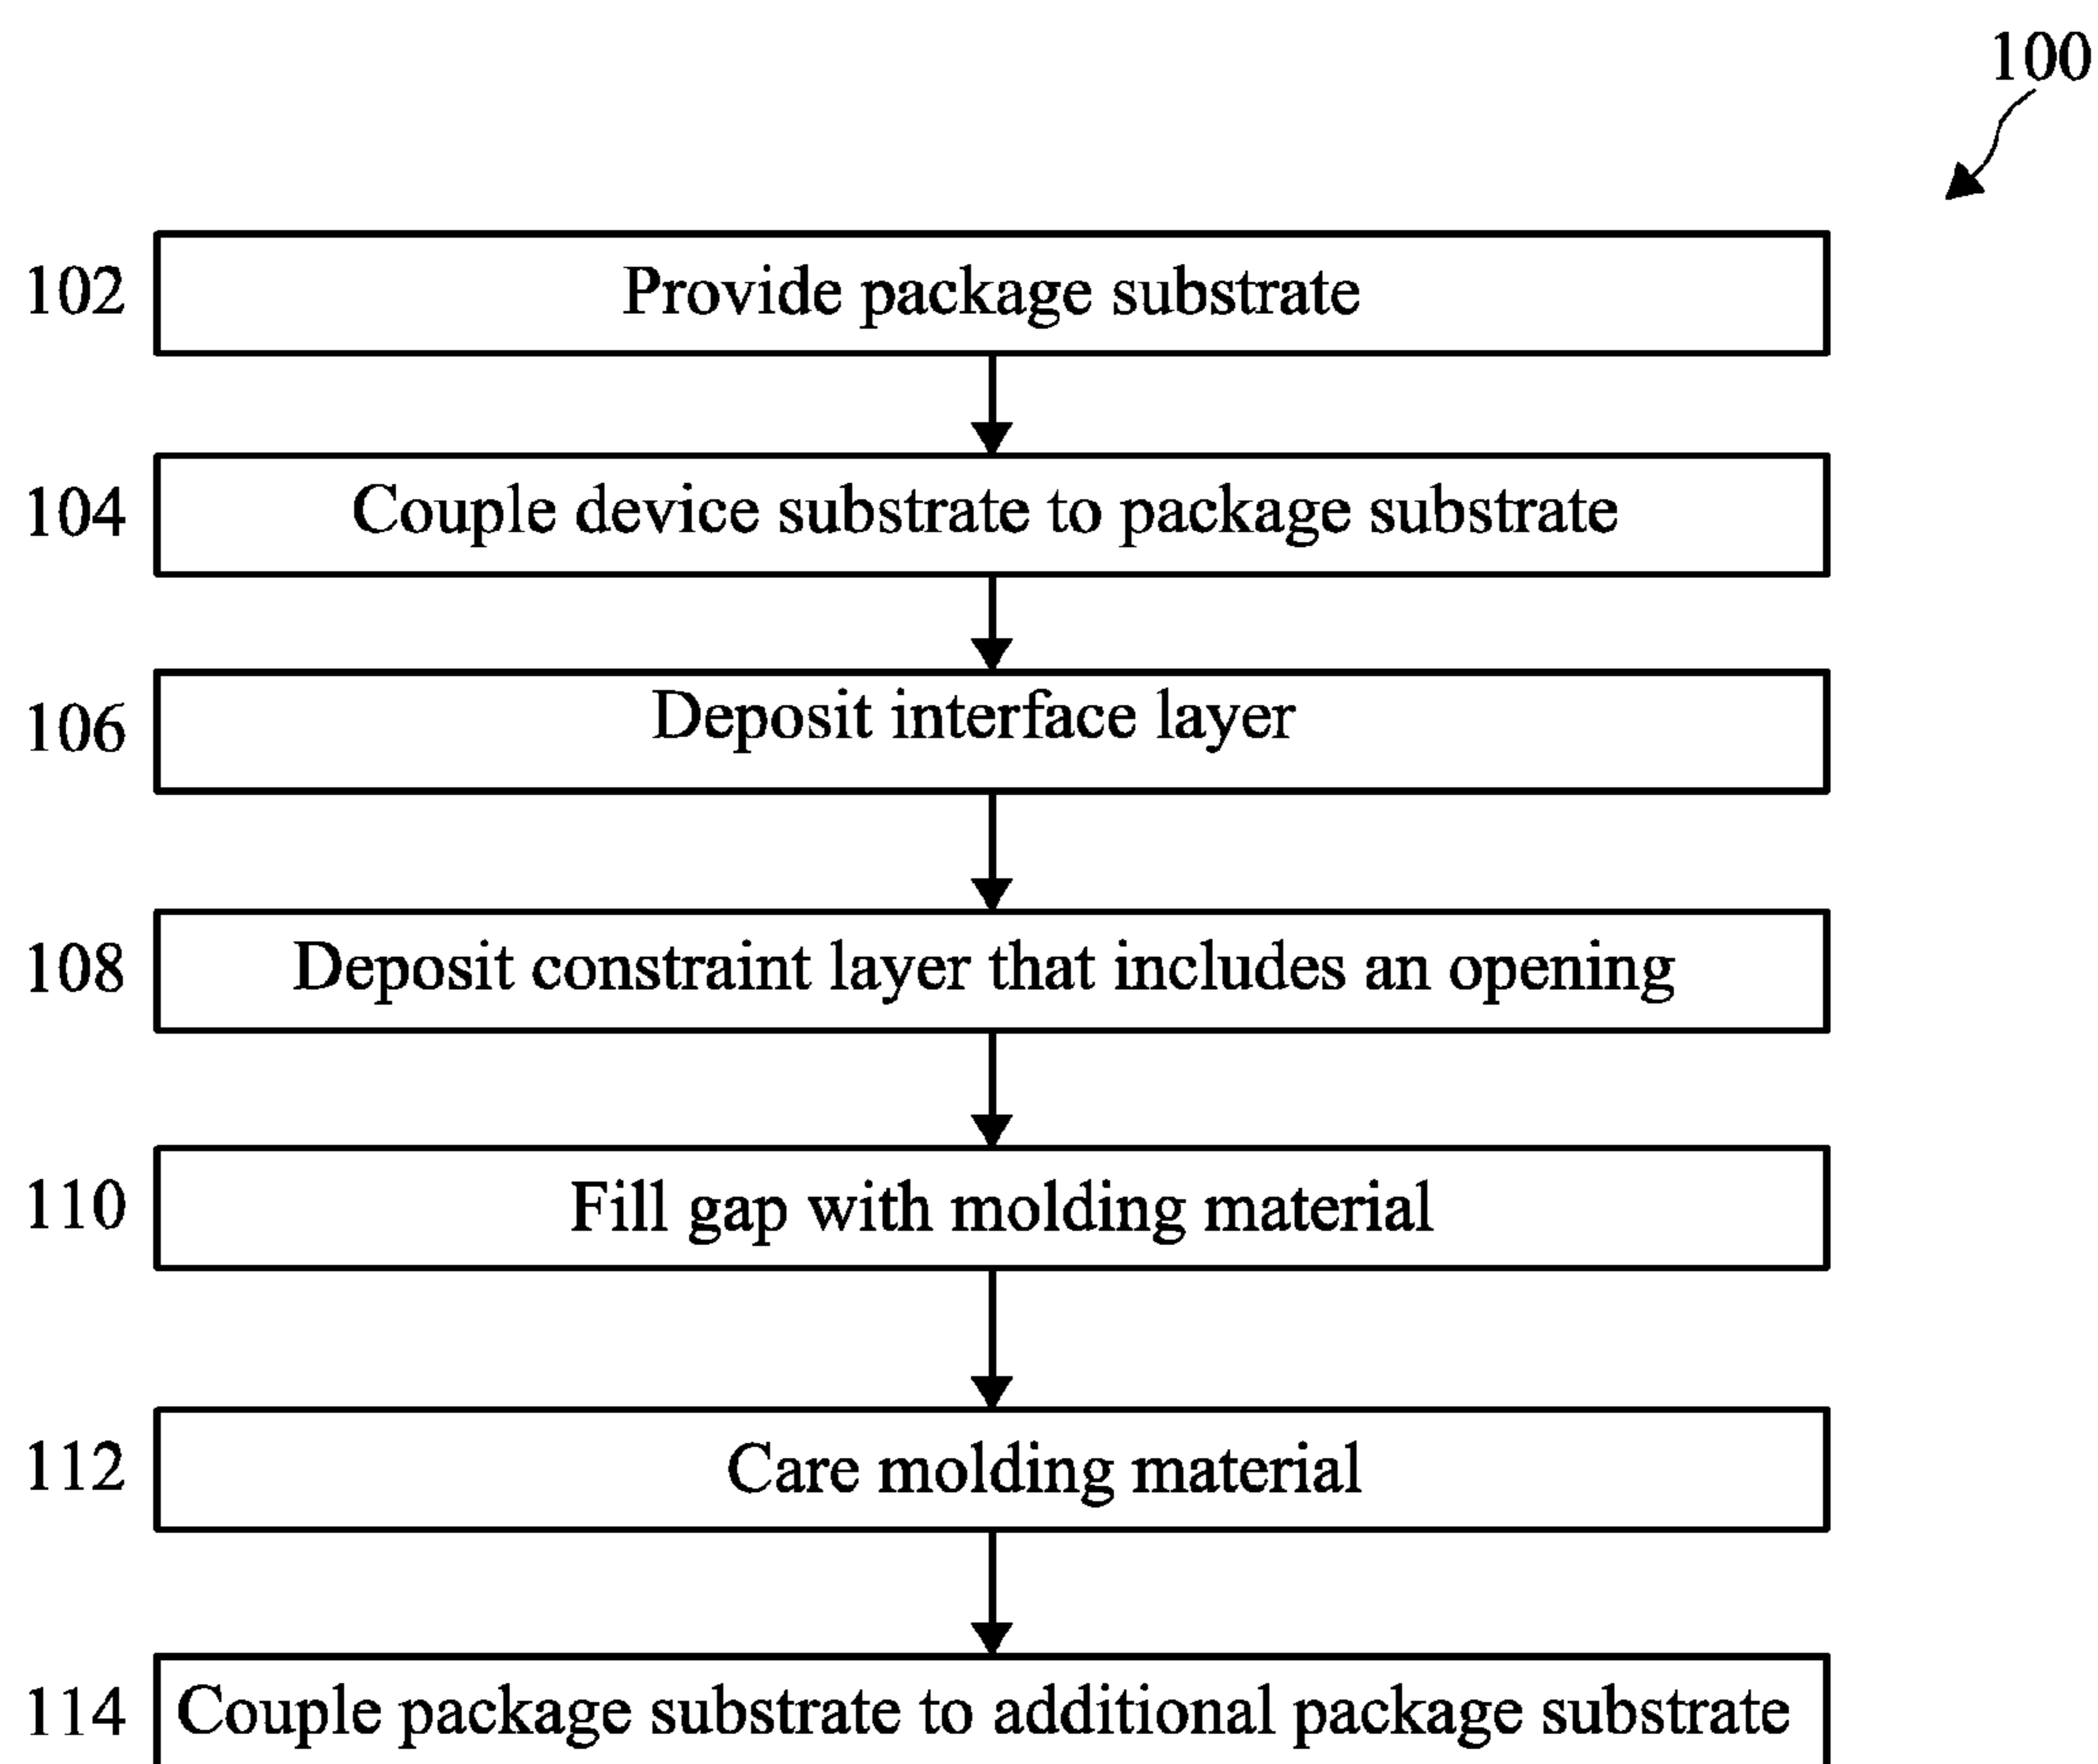 100
102 Provide package substrate
104 Couple device substrate to package substrate
106 Deposit interface layer
108 Deposit constraint layer that includes an opening
110 Fill gap with molding material
112 Care molding material
114 Couple package substrate to additional package substrate